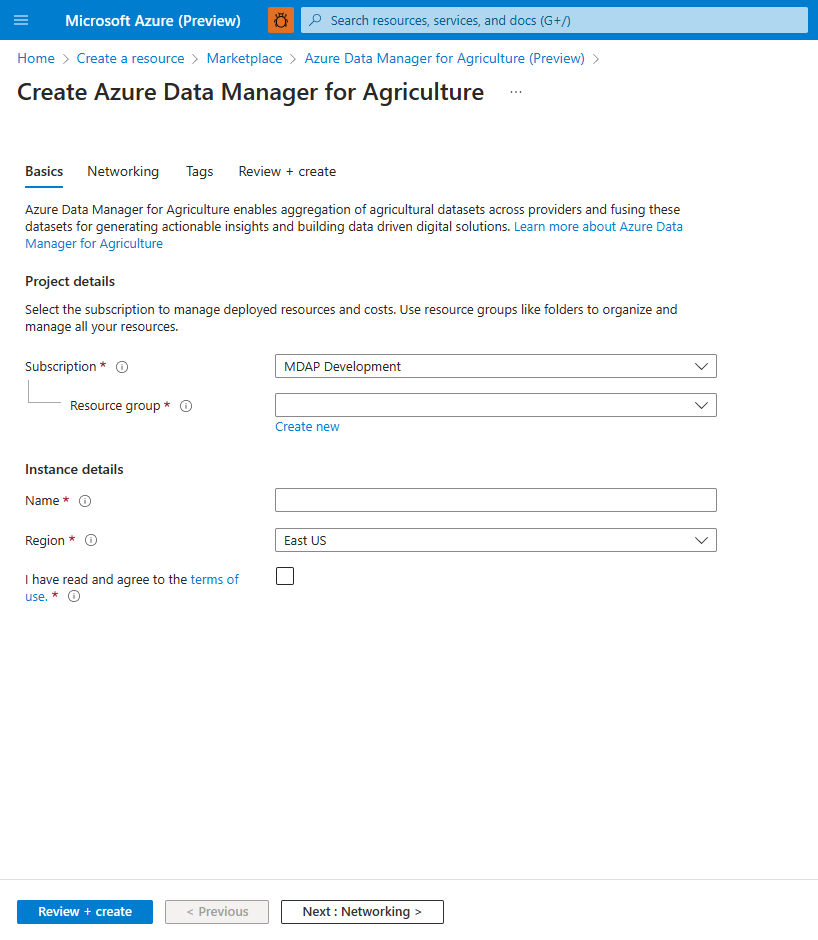 Microsoft Azure (Preview)
Search resources, services, and docs (G+/)
Home > Create a resource > Marketplace > Azure Data Manager for Agriculture (Preview) >
Create Azure Data Manager for Agriculture ...
Basics Networking Tags Review + create
Azure Data Manager for Agriculture enables aggregation of agricultural datasets across providers and fusing these
datasets for generating actionable insights and building data driven digital solutions. Learn more about Azure Data
Manager for Agriculture
Project details
Select the subscription to manage deployed resources and costs. Use resource groups like folders to organize and
manage all your resources.
Subscription * MDAP Development
Resource group *
Create new
Instance details
Name *
Region * East US
I have read and agree to the terms of
use. *
Review + create < Previous Next : Networking >